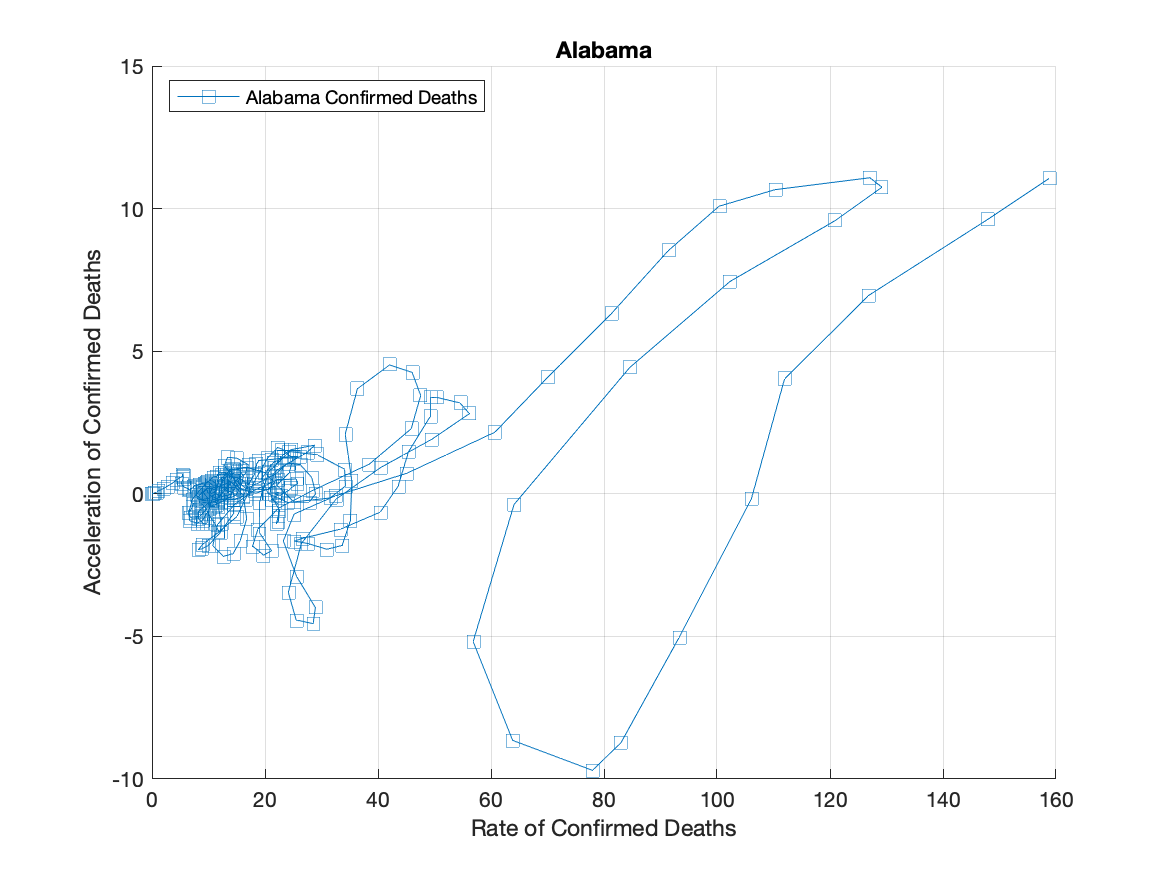 Alabama
15
Alabama Confirmed Deaths
10
5
0
-5
-10
Acceleration of Confirmed Deaths
0 20 40 60 80 100 120 140 160
Rate of Confirmed Deaths